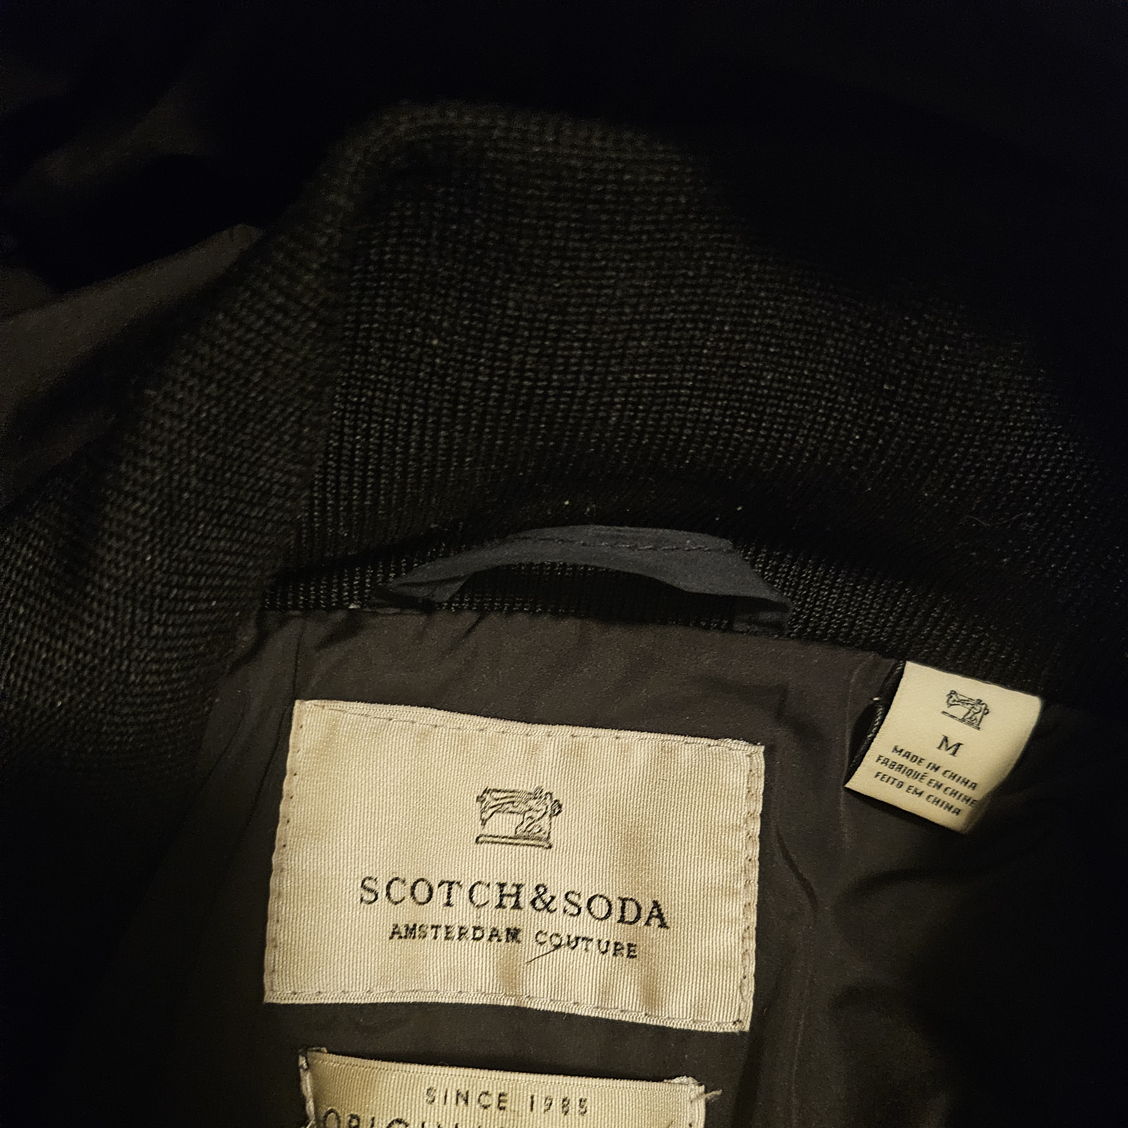 M
MADE IN CHINA
FABRIQUÉ EN CHINE
FEITO EM CHINA
SCOTCH&SODA
AMSTERDAM COUTURE
SINCE 1985